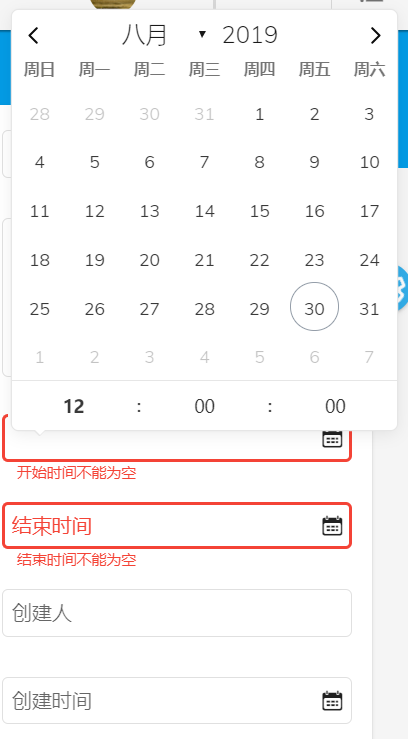 八月 ▼ 2019
周日 周一 周二 周三 周四 周五 周六
28 29 30 31 1 2 3
4 5 6 7 8 9 10
11 12 13 14 15 16 17
18 19 20 21 22 23 24
25 26 27 28 29 30 31
1 2 3 4 5 6 7
12 : 00 : 00
开始时间不能为空
结束时间
结束时间不能为空
创建人
创建时间